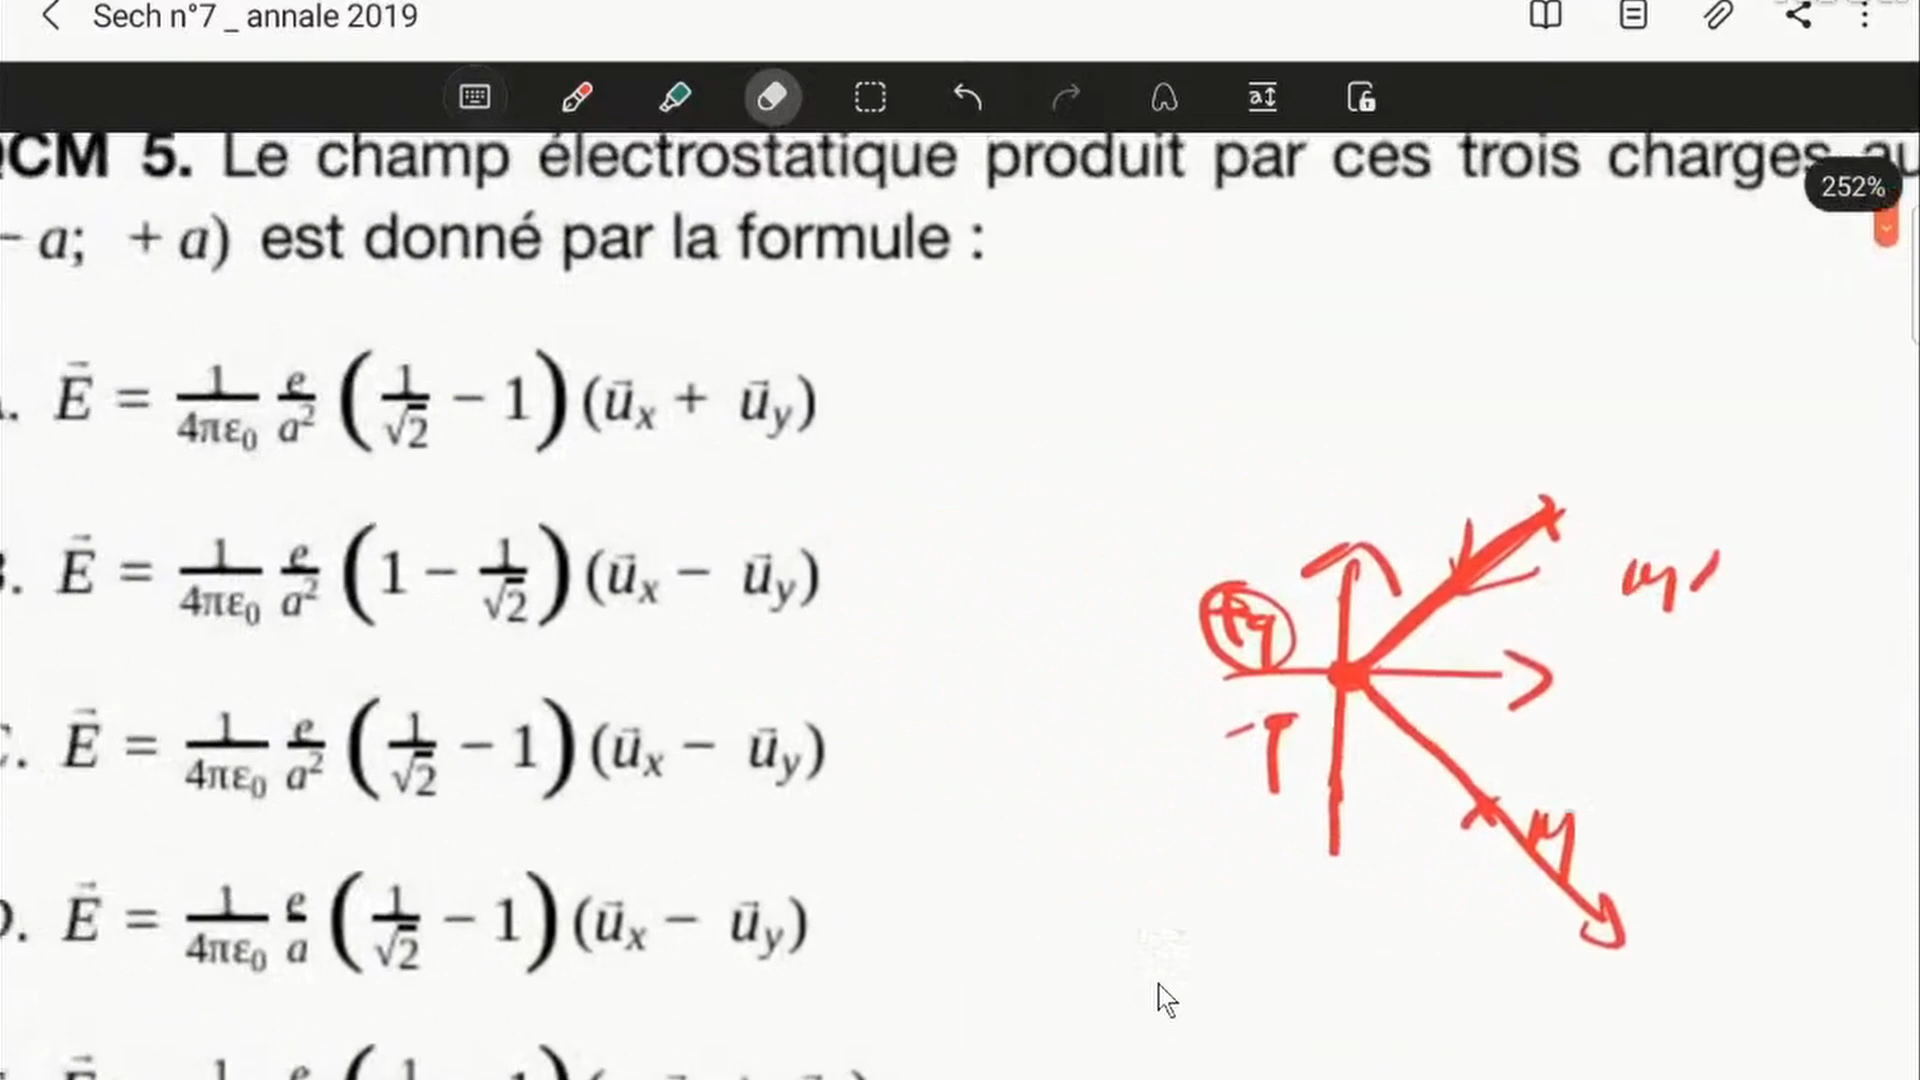 Sech n°7 _ annale 2019
CM 5. Le champ électrostatique produit par ces trois charges au
252%
- a; + a) est donné par la formule :
. E⃗ = 1/4πε₀ e/a² (1/√2 − 1) (u⃗ₓ + u⃗ᵧ)
. E⃗ = 1/4πε₀ e/a² (1 − 1/√2) (u⃗ₓ − u⃗ᵧ)
. E⃗ = 1/4πε₀ e/a² (1/√2 − 1) (u⃗ₓ − u⃗ᵧ)
. E⃗ = 1/4πε₀ e/a (1/√2 − 1) (u⃗ₓ − u⃗ᵧ)
+q
M